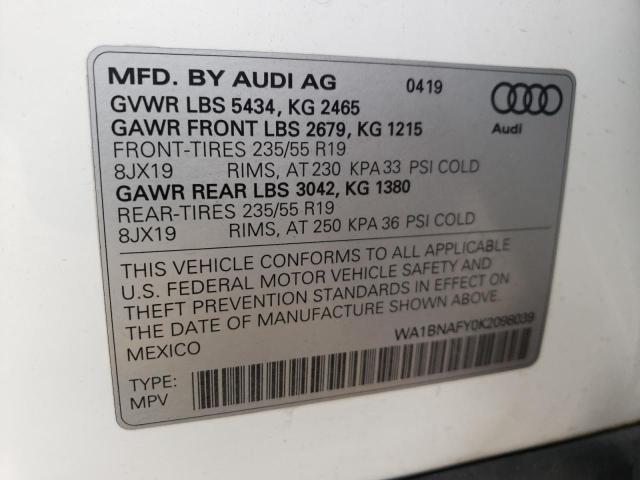 MFD. BY AUDI AG 0419
GVWR LBS 5434, KG 2465
GAWR FRONT LBS 2679, KG 1215
Audi
FRONT-TIRES 235/55 R19
8JX19 RIMS, AT 230 KPA 33 PSI COLD
GAWR REAR LBS 3042, KG 1380
REAR-TIRES 235/55 R19
8JX19 RIMS, AT 250 KPA 36 PSI COLD
THIS VEHICLE CONFORMS TO ALL APPLICABLE
U.S. FEDERAL MOTOR VEHICLE SAFETY AND
THEFT PREVENTION STANDARDS IN EFFECT ON
THE DATE OF MANUFACTURE SHOWN ABOVE.
MEXICO
WA1BNAFY0K2098039
TYPE:
MPV